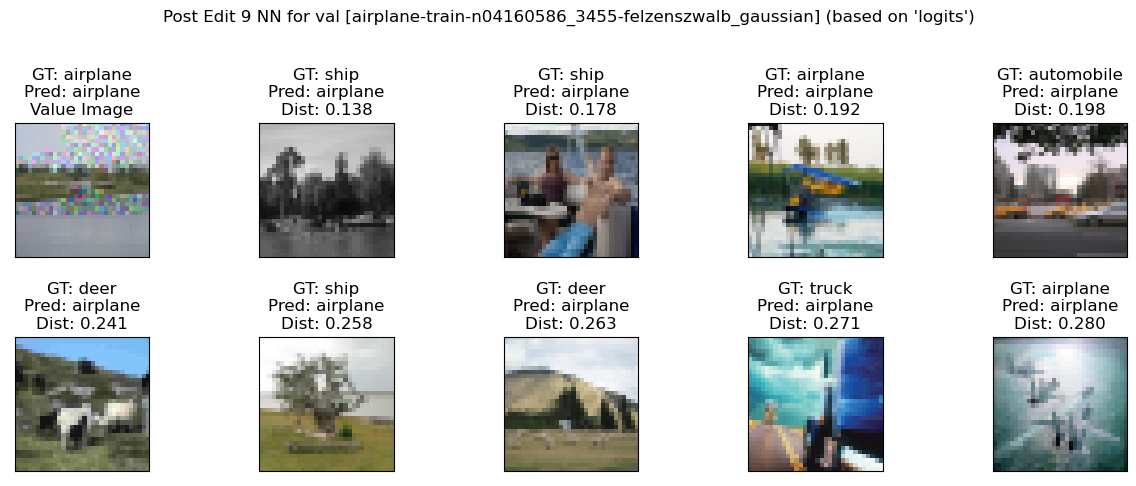 Post Edit 9 NN for val [airplane-train-n04160586_3455-felzenszwalb_gaussian] (based on 'logits')
GT: airplane
Pred: airplane
Value Image
GT: ship
Pred: airplane
Dist: 0.138
GT: ship
Pred: airplane
Dist: 0.178
GT: airplane
Pred: airplane
Dist: 0.192
GT: automobile
Pred: airplane
Dist: 0.198
GT: deer
Pred: airplane
Dist: 0.241
GT: ship
Pred: airplane
Dist: 0.258
GT: deer
Pred: airplane
Dist: 0.263
GT: truck
Pred: airplane
Dist: 0.271
GT: airplane
Pred: airplane
Dist: 0.280